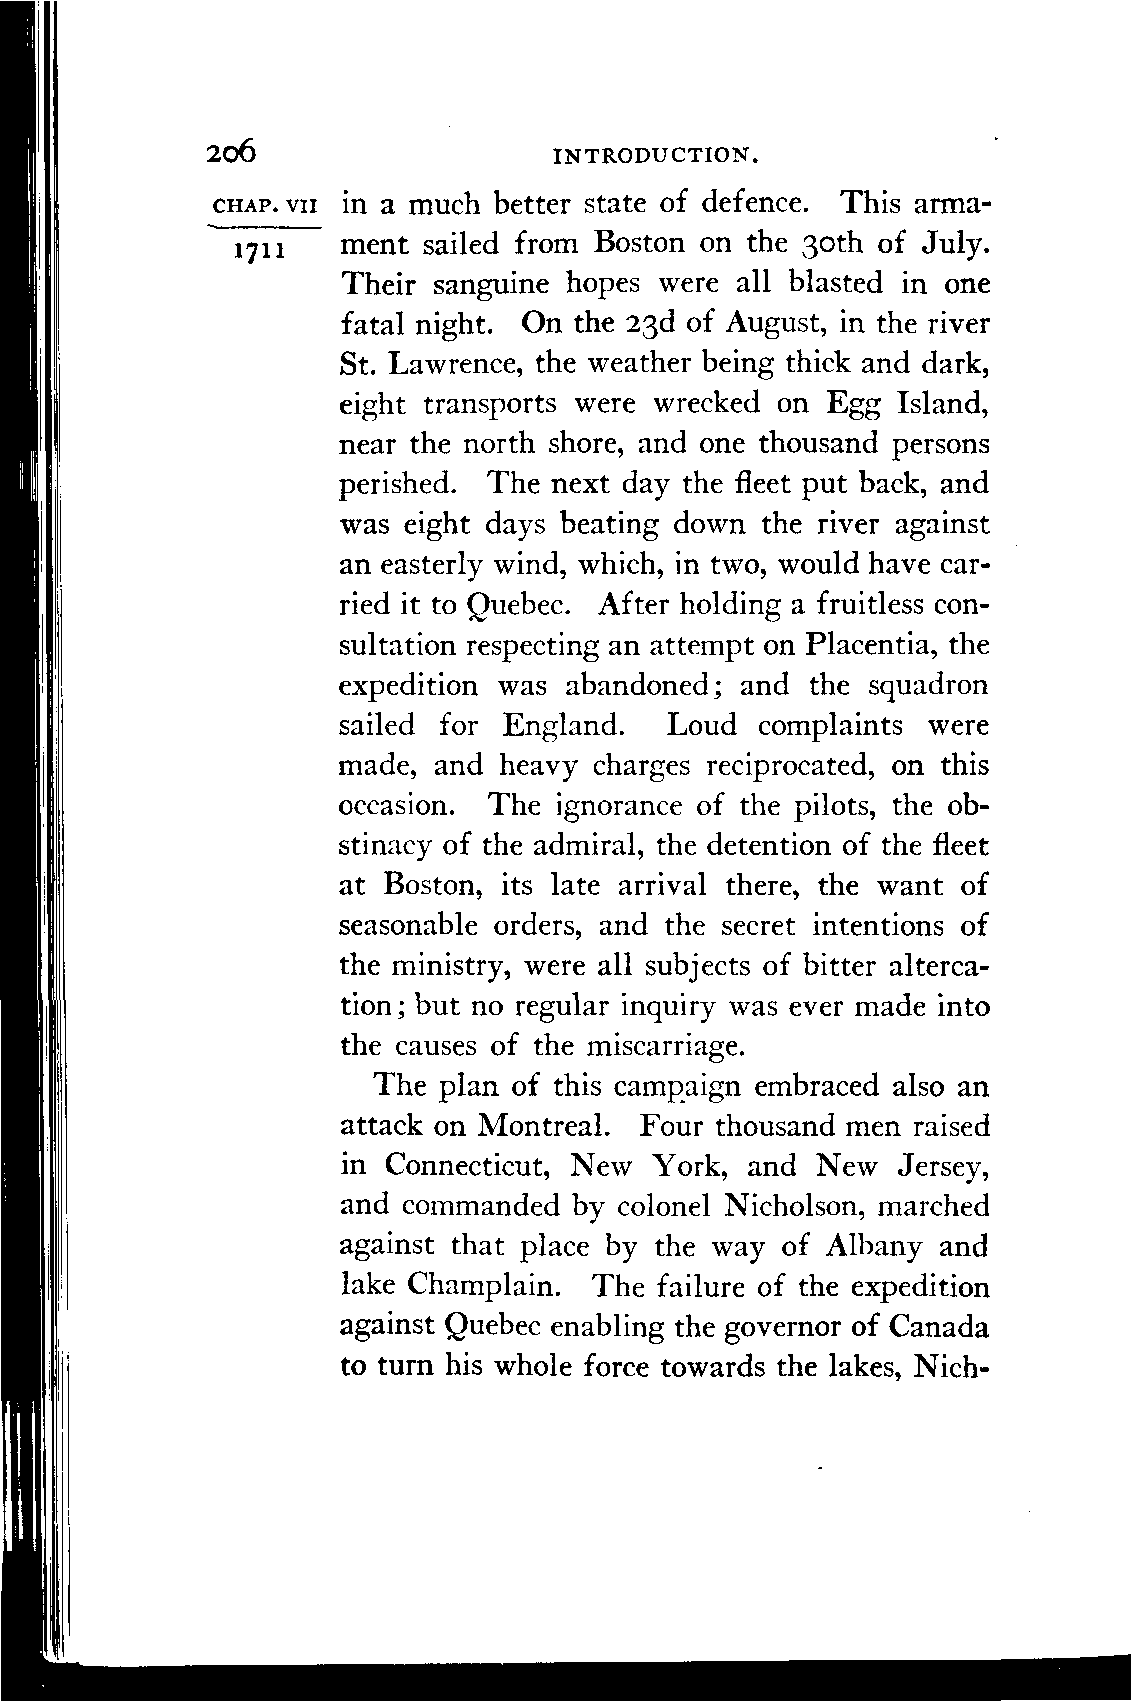 206 INTRODUCTION.
CHAP. VII in a much better state of defence. This arma-
1711 ment sailed from Boston on the 30th of July.
Their sanguine hopes were all blasted in one
fatal night. On the 23d of August, in the river
St. Lawrence, the weather being thick and dark,
eight transports were wrecked on Egg Island,
near the north shore, and one thousand persons
perished. The next day the fleet put back, and
was eight days beating down the river against
an easterly wind, which, in two, would have car-
ried it to Quebec. After holding a fruitless con-
sultation respecting an attempt on Placentia, the
expedition was abandoned; and the squadron
sailed for England. Loud complaints were
made, and heavy charges reciprocated, on this
occasion. The ignorance of the pilots, the ob-
stinacy of the admiral, the detention of the fleet
at Boston, its late arrival there, the want of
seasonable orders, and the secret intentions of
the ministry, were all subjects of bitter alterca-
tion; but no regular inquiry was ever made into
the causes of the miscarriage.
The plan of this campaign embraced also an
attack on Montreal. Four thousand men raised
in Connecticut, New York, and New Jersey,
and commanded by colonel Nicholson, marched
against that place by the way of Albany and
lake Champlain. The failure of the expedition
against Quebec enabling the governor of Canada
to turn his whole force towards the lakes, Nich-